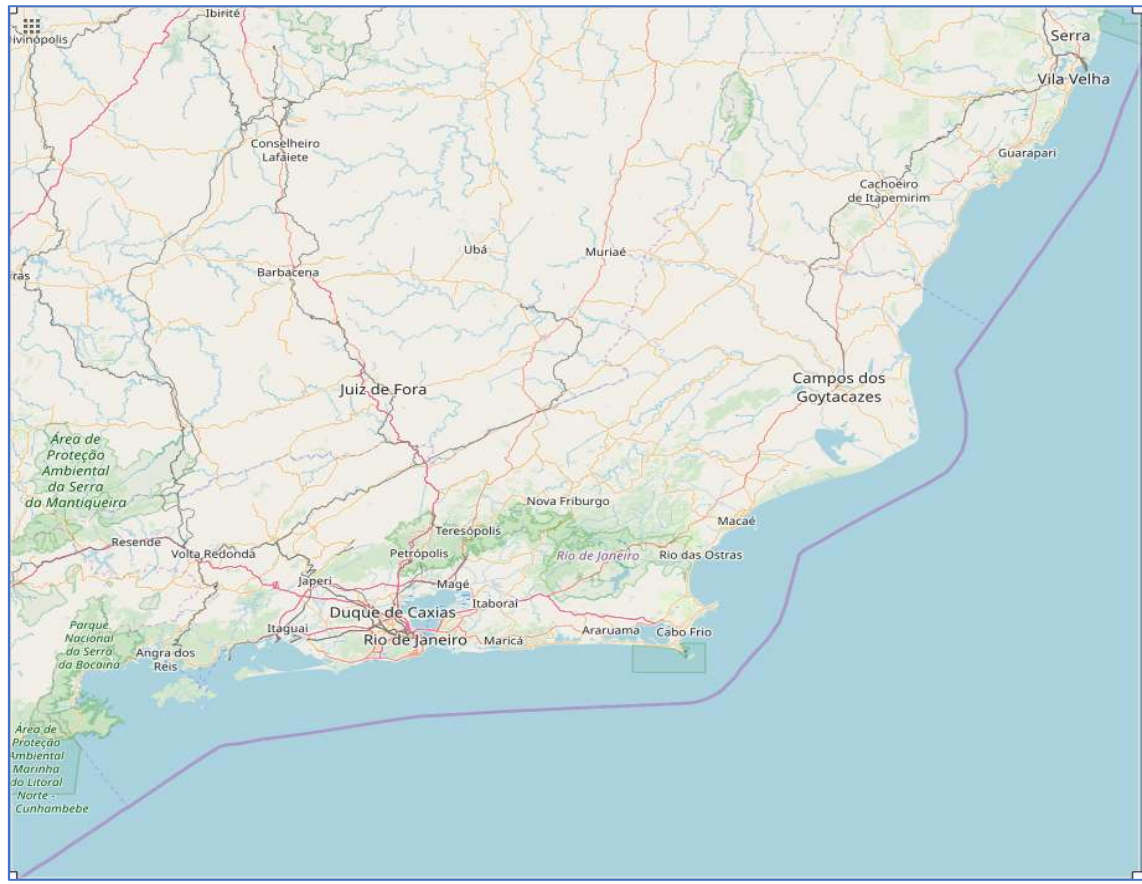 Ibirité
Serra
Vila Velha
Conselheiro
Lafaiete
Guarapari
Cachoeiro
de Itapemirim
Ubá
Muriaé
Barbacena
Juiz de Fora
Campos dos
Goytacazes
Área de
Proteção
Ambiental
da Serra
da Mantiqueira
Nova Friburgo
Macaé
Teresópolis
Resende
Volta Redonda
Petrópolis
Rio de Janeiro
Rio das Ostras
Japeri
Magé
Itaboraí
Duque de Caxias
Itaguaí
Rio de Janeiro
Maricá
Araruama
Cabo Frio
Parque
Nacional
da Serra
da Bocaina
Angra dos
Reis
Área de
Proteção
Ambiental
Marinha
do Litoral
Norte -
Cunhambebe